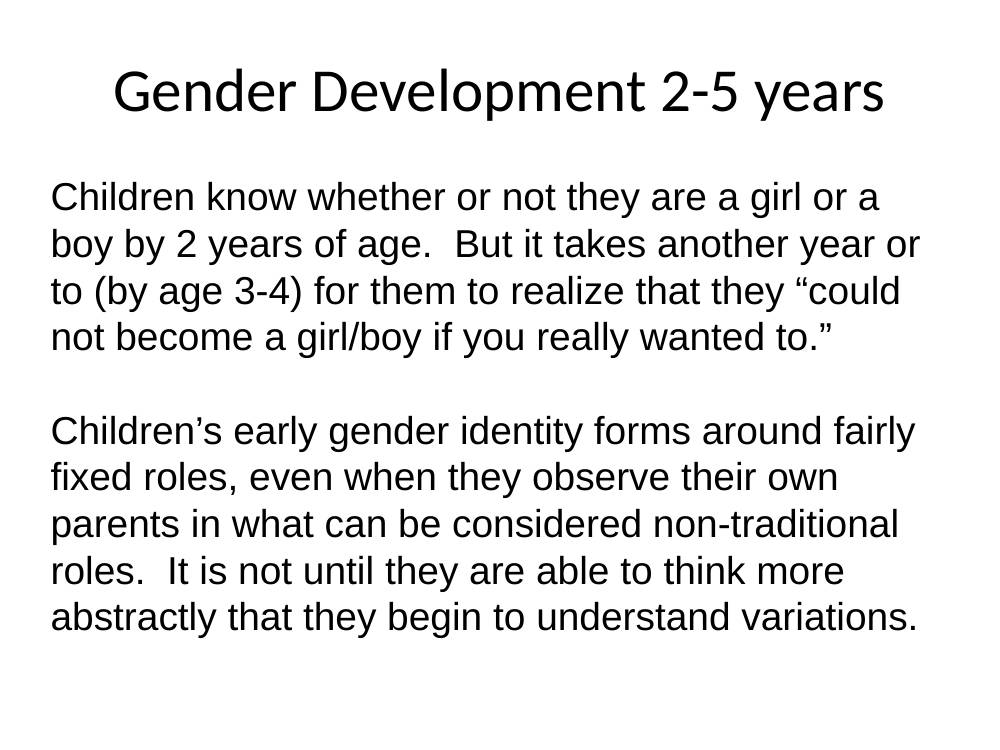 Gender Development 2-5 years
Children know whether or not they are a girl or a
boy by 2 years of age.  But it takes another year or
to (by age 3-4) for them to realize that they “could
not become a girl/boy if you really wanted to.”
Children’s early gender identity forms around fairly
fixed roles, even when they observe their own
parents in what can be considered non-traditional
roles.  It is not until they are able to think more
abstractly that they begin to understand variations.